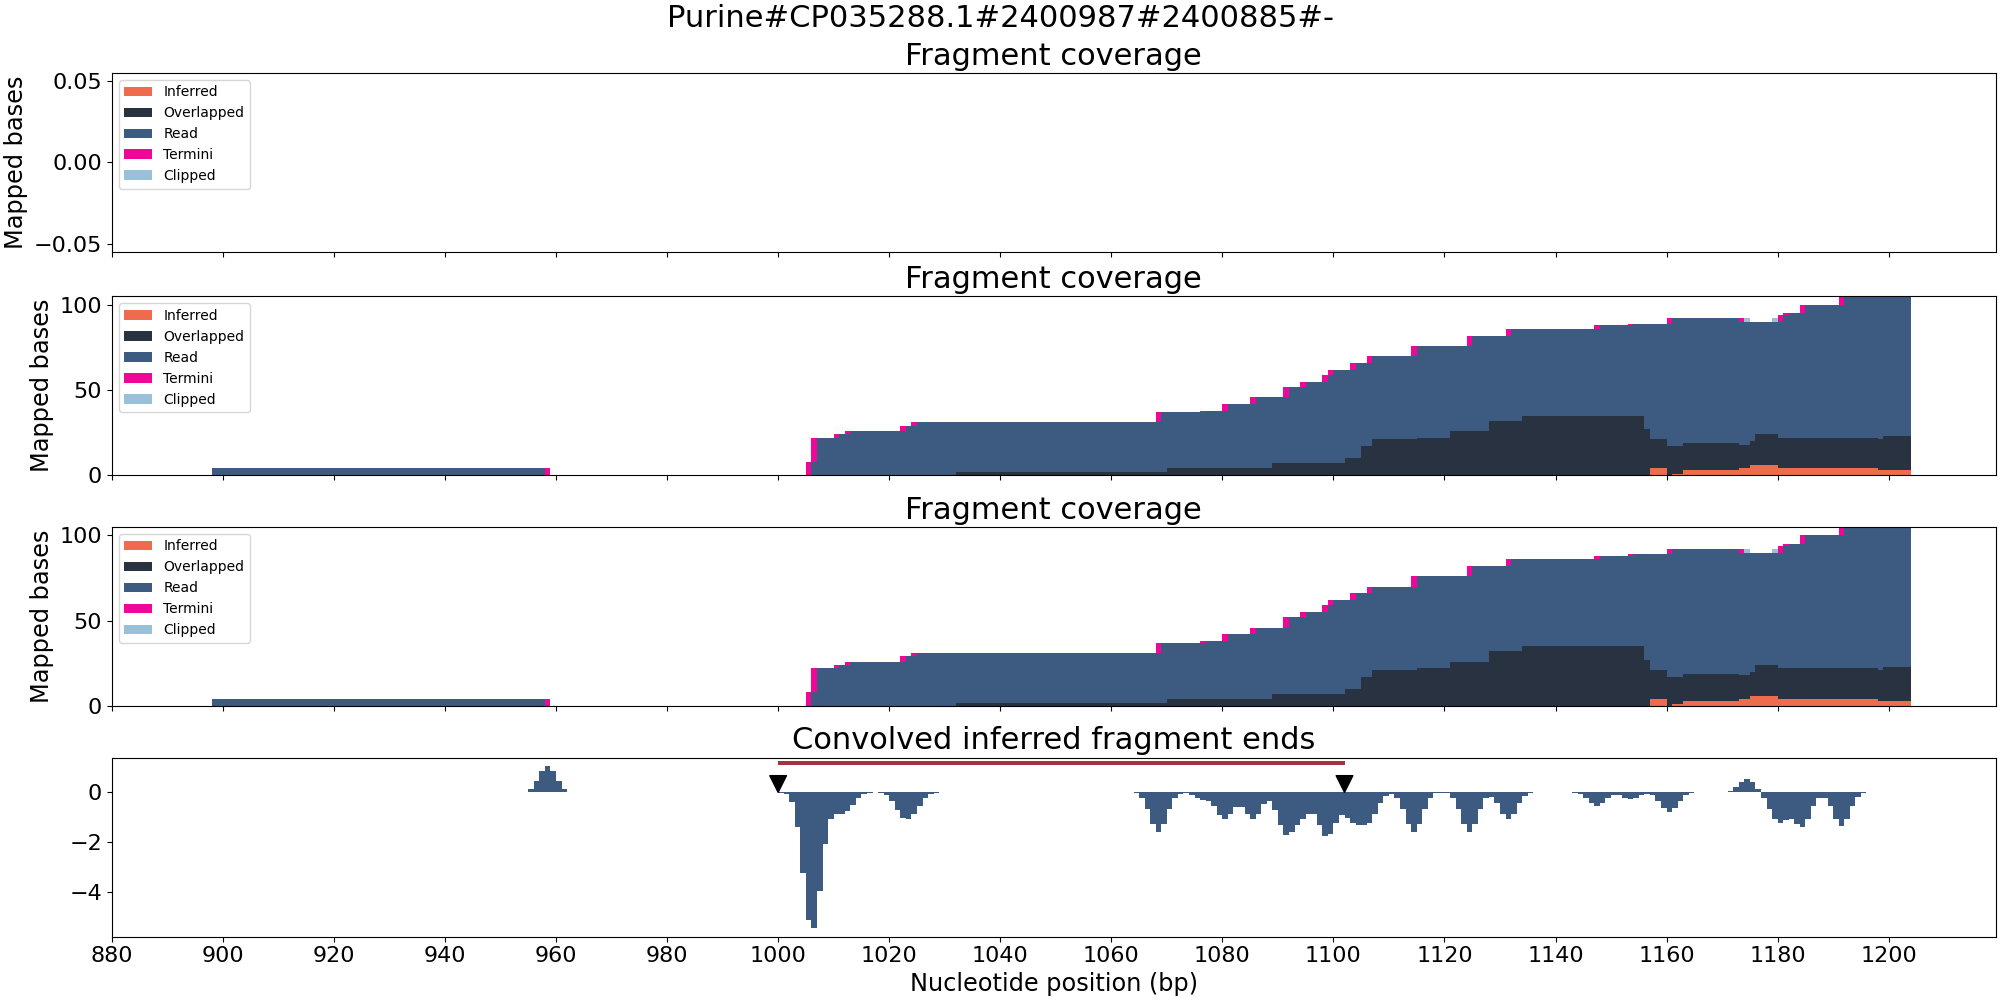 Purine#CP035288.1#2400987#2400885#-
Fragment coverage
Mapped bases
0.05
0.00
−0.05
Inferred
Overlapped
Read
Termini
Clipped
Fragment coverage
Mapped bases
100
50
0
Inferred
Overlapped
Read
Termini
Clipped
Fragment coverage
Mapped bases
100
50
0
Inferred
Overlapped
Read
Termini
Clipped
Convolved inferred fragment ends
0
−2
−4
880 900 920 940 960 980 1000 1020 1040 1060 1080 1100 1120 1140 1160 1180 1200
Nucleotide position (bp)